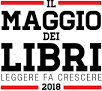 IL
MAGGIO
DEI
LIBRI
LEGGERE FA CRESCERE
2018